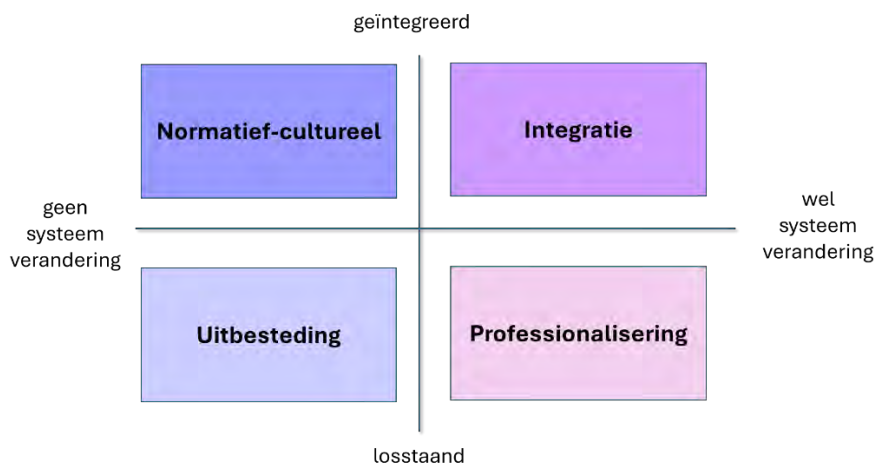 geïntegreerd
Normatief-cultureel
Integratie
geen
systeem
verandering
wel
systeem
verandering
Uitbesteding
Professionalisering
losstaand